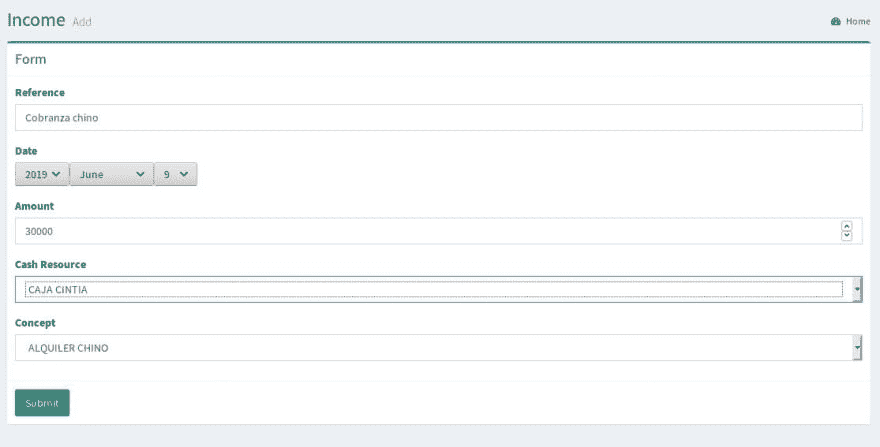 Income Add
Home
Form
Reference
Cobranza chino
Date
2019 June 9
Amount
30000
Cash Resource
CAJA CINTIA
Concept
ALQUILER CHINO
Submit